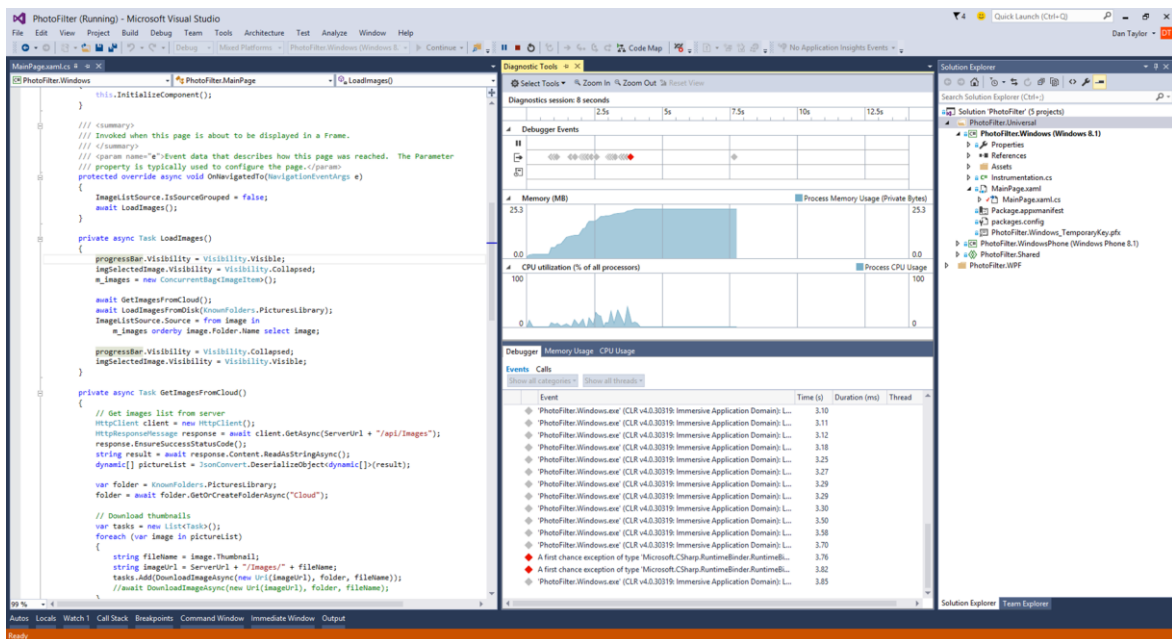 PhotoFilter (Running) - Microsoft Visual Studio
4
Quick Launch (Ctrl+Q)
File Edit View Project Build Debug Team Tools Architecture Test Analyze Window Help
Dan Taylor
DT
Debug Mixed Platforms PhotoFilter.Windows (Windows 8. Continue Code Map No Application Insights Events
MainPage.xaml.cs
PhotoFilter.Windows PhotoFilter.MainPage LoadImages()
this.InitializeComponent();
}
/// <summary>
/// Invoked when this page is about to be displayed in a Frame.
/// </summary>
/// <param name="e">Event data that describes how this page was reached. The Parameter
/// property is typically used to configure the page.</param>
protected override async void OnNavigatedTo(NavigationEventArgs e)
{
ImageListSource.IsSourceGrouped = false;
await LoadImages();
}
private async Task LoadImages()
{
progressBar.Visibility = Visibility.Visible;
imgSelectedImage.Visibility = Visibility.Collapsed;
m_images = new ConcurrentBag<ImageItem>();
await GetImagesFromCloud();
await LoadImagesFromDisk(KnownFolders.PicturesLibrary);
ImageListSource.Source = from image in
m_images orderby image.Folder.Name select image;
progressBar.Visibility = Visibility.Collapsed;
imgSelectedImage.Visibility = Visibility.Visible;
}
private async Task GetImagesFromCloud()
{
// Get images list from server
HttpClient client = new HttpClient();
HttpResponseMessage response = await client.GetAsync(ServerUrl + "/api/Images");
response.EnsureSuccessStatusCode();
string result = await response.Content.ReadAsStringAsync();
dynamic[] pictureList = JsonConvert.DeserializeObject<dynamic[]>(result);
var folder = KnownFolders.PicturesLibrary;
folder = await folder.GetOrCreateFolderAsync("Cloud");
// Download thumbnails
var tasks = new List<Task>();
foreach (var image in pictureList)
{
string fileName = image.Thumbnail;
string imageUrl = ServerUrl + "/Images/" + fileName;
tasks.Add(DownloadImageAsync(new Uri(imageUrl), folder, fileName));
//await DownloadImageAsync(new Uri(imageUrl), folder, fileName);
}
99 %
Diagnostic Tools
Select Tools Zoom In Zoom Out Reset View
Diagnostics session: 8 seconds
2.5s 5s 7.5s 10s 12.5s
Debugger Events
Memory (MB) Process Memory Usage (Private Bytes)
25.3 25.3
0.0 0.0
CPU utilization (% of all processors) Process CPU Usage
100 100
0 0
Debugger Memory Usage CPU Usage
Events Calls
Show all categories Show all threads
Event Time (s) Duration (ms) Thread
'PhotoFilter.Windows.exe' (CLR v4.0.30319: Immersive Application Domain): L... 3.10
'PhotoFilter.Windows.exe' (CLR v4.0.30319: Immersive Application Domain): L... 3.11
'PhotoFilter.Windows.exe' (CLR v4.0.30319: Immersive Application Domain): L... 3.12
'PhotoFilter.Windows.exe' (CLR v4.0.30319: Immersive Application Domain): L... 3.18
'PhotoFilter.Windows.exe' (CLR v4.0.30319: Immersive Application Domain): L... 3.25
'PhotoFilter.Windows.exe' (CLR v4.0.30319: Immersive Application Domain): L... 3.27
'PhotoFilter.Windows.exe' (CLR v4.0.30319: Immersive Application Domain): L... 3.29
'PhotoFilter.Windows.exe' (CLR v4.0.30319: Immersive Application Domain): L... 3.29
'PhotoFilter.Windows.exe' (CLR v4.0.30319: Immersive Application Domain): L... 3.30
'PhotoFilter.Windows.exe' (CLR v4.0.30319: Immersive Application Domain): L... 3.50
'PhotoFilter.Windows.exe' (CLR v4.0.30319: Immersive Application Domain): L... 3.58
'PhotoFilter.Windows.exe' (CLR v4.0.30319: Immersive Application Domain): L... 3.70
A first chance exception of type 'Microsoft.CSharp.RuntimeBinder.RuntimeBi... 3.76
A first chance exception of type 'Microsoft.CSharp.RuntimeBinder.RuntimeBi... 3.82
'PhotoFilter.Windows.exe' (CLR v4.0.30319: Immersive Application Domain): L... 3.85
Solution Explorer
Search Solution Explorer (Ctrl+;)
Solution 'PhotoFilter' (5 projects)
PhotoFilter.Universal
PhotoFilter.Windows (Windows 8.1)
Properties
References
Assets
Instrumentation.cs
MainPage.xaml
MainPage.xaml.cs
Package.appxmanifest
packages.config
PhotoFilter.Windows_TemporaryKey.pfx
PhotoFilter.WindowsPhone (Windows Phone 8.1)
PhotoFilter.Shared
PhotoFilter.WPF
Solution Explorer Team Explorer
Autos Locals Watch 1 Call Stack Breakpoints Command Window Immediate Window Output
Ready